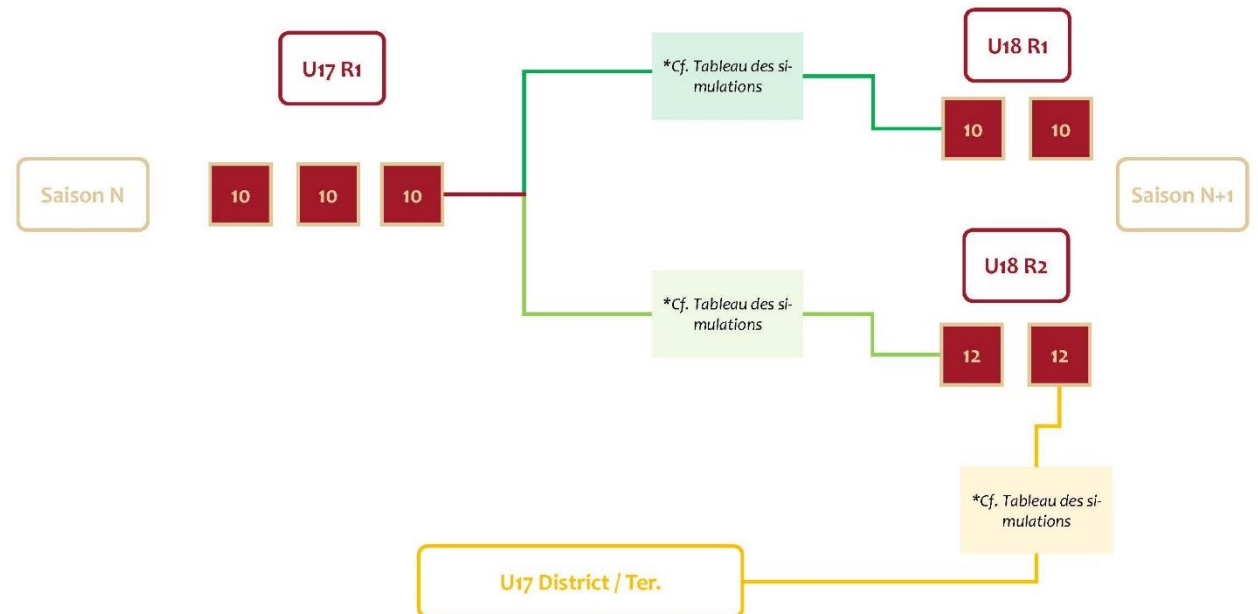 U17 R1
*Cf. Tableau des si-
mulations
U18 R1
10 10
Saison N
10 10 10
Saison N+1
U18 R2
*Cf. Tableau des si-
mulations
12 12
*Cf. Tableau des si-
mulations
U17 District / Ter.